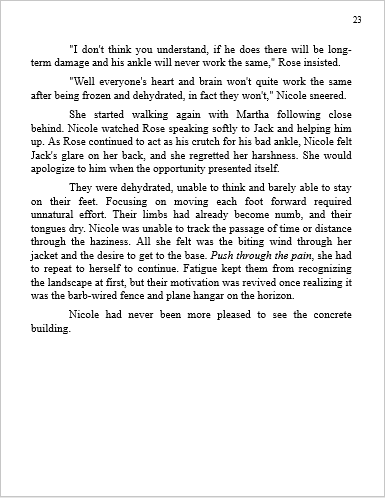 23
"I don't think you understand, if he does there will be long-
term damage and his ankle will never work the same," Rose insisted.
"Well everyone's heart and brain won't quite work the same
after being frozen and dehydrated, in fact they won't," Nicole sneered.
She started walking again with Martha following close
behind. Nicole watched Rose speaking softly to Jack and helping him
up. As Rose continued to act as his crutch for his bad ankle, Nicole felt
Jack's glare on her back, and she regretted her harshness. She would
apologize to him when the opportunity presented itself.
They were dehydrated, unable to think and barely able to stay
on their feet. Focusing on moving each foot forward required
unnatural effort. Their limbs had already become numb, and their
tongues dry. Nicole was unable to track the passage of time or distance
through the haziness. All she felt was the biting wind through her
jacket and the desire to get to the base. Push through the pain, she had
to repeat to herself to continue. Fatigue kept them from recognizing
the landscape at first, but their motivation was revived once realizing it
was the barb-wired fence and plane hangar on the horizon.
Nicole had never been more pleased to see the concrete
building.